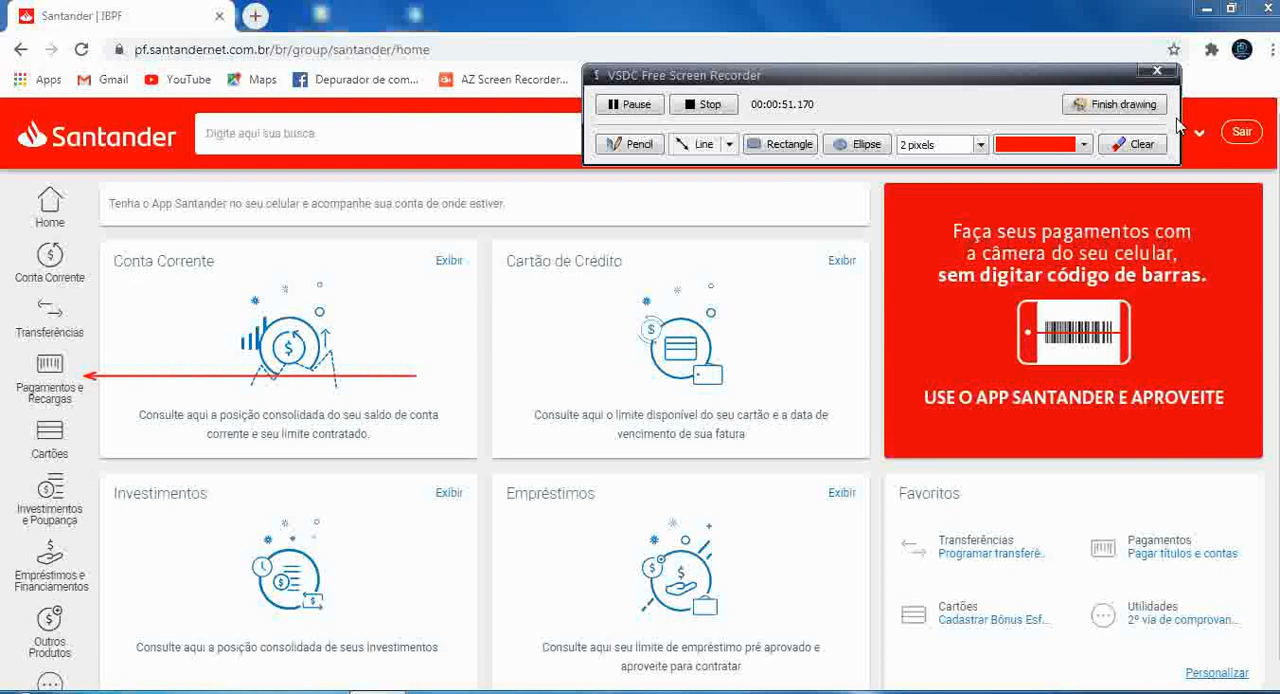 Santander | IBPF
pf.santandernet.com.br/br/group/santander/home
Apps
Gmail
YouTube
Maps
Depurador de com...
AZ Screen Recorder...
VSDC Free Screen Recorder
Pause
Stop
00:00:51.170
Finish drawing
Pencil
Line
Rectangle
Ellipse
2 pixels
Clear
Santander
Digite aqui sua busca
Sair
Home
Conta Corrente
Transferências
Pagamentos e
Recargas
Cartões
Investimentos
e Poupança
Empréstimos e
Financiamentos
Outros
Produtos
Tenha o App Santander no seu celular e acompanhe sua conta de onde estiver.
Conta Corrente
Exibir
Consulte aqui a posição consolidada do seu saldo de conta
corrente e seu limite contratado.
Cartão de Crédito
Exibir
Consulte aqui o limite disponível do seu cartão e a data de
vencimento de sua fatura
Faça seus pagamentos com
a câmera do seu celular,
sem digitar código de barras.
USE O APP SANTANDER E APROVEITE
Investimentos
Exibir
Consulte aqui a posição consolidada de seus investimentos
Empréstimos
Exibir
Consulte aqui seu limite de empréstimo pré aprovado e
aproveite para contratar
Favoritos
Transferências
Programar transferê..
Pagamentos
Pagar títulos e contas
Cartões
Cadastrar Bônus Esf...
Utilidades
2º via de comprovan...
Personalizar